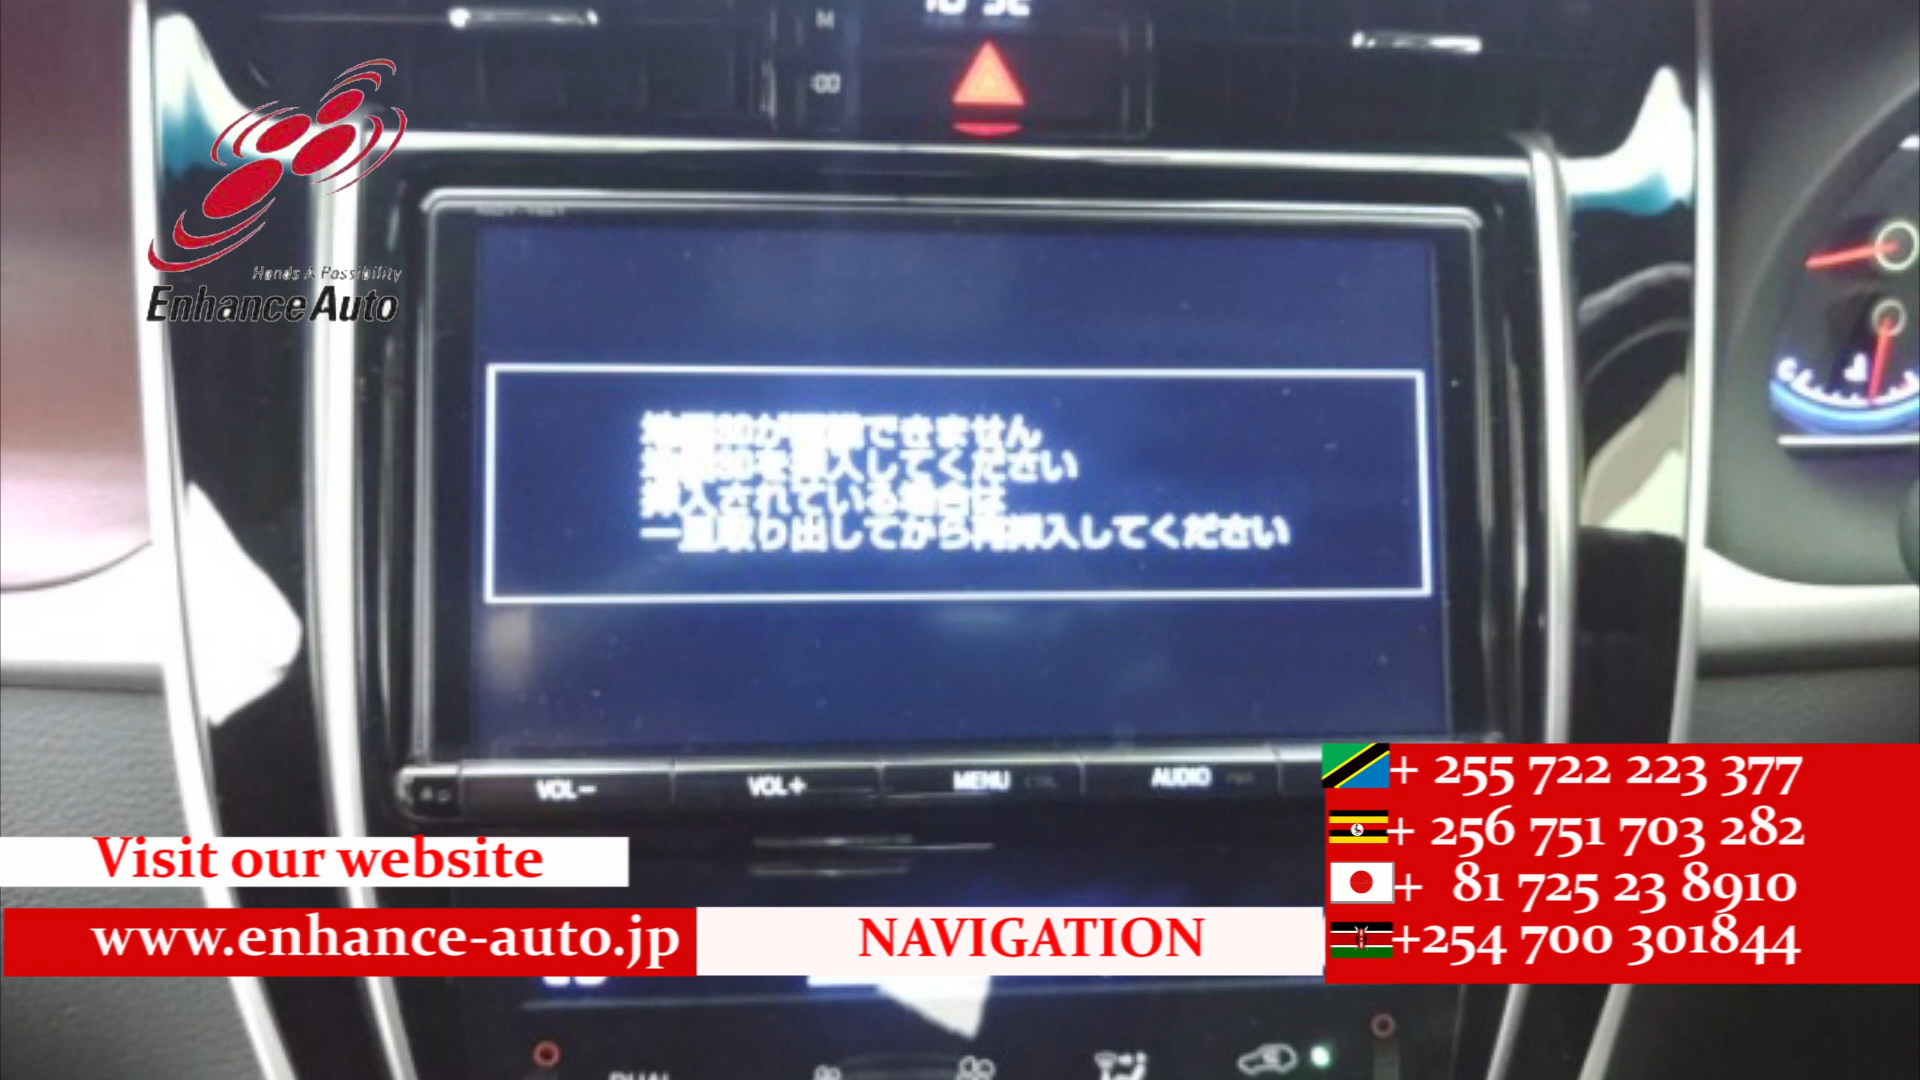 M
:00
Hands A Possibility
Enhance Auto
地図SDが認識できません
地図SDを挿入してください
挿入されている場合は
一度取り出してから再挿入してください
VOL−
VOL+
MENU
AUDIO
+ 255 722 223 377
+ 256 751 703 282
+ 81 725 23 8910
+254 700 301844
Visit our website
www.enhance-auto.jp
NAVIGATION
DUAL